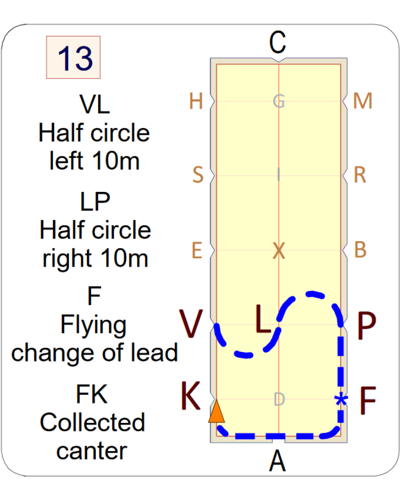 13
VL
Half circle
left 10m
LP
Half circle
right 10m
F
Flying
change of lead
FK
Collected
canter
C
H G M
S I R
E X B
V L P
K D F
A